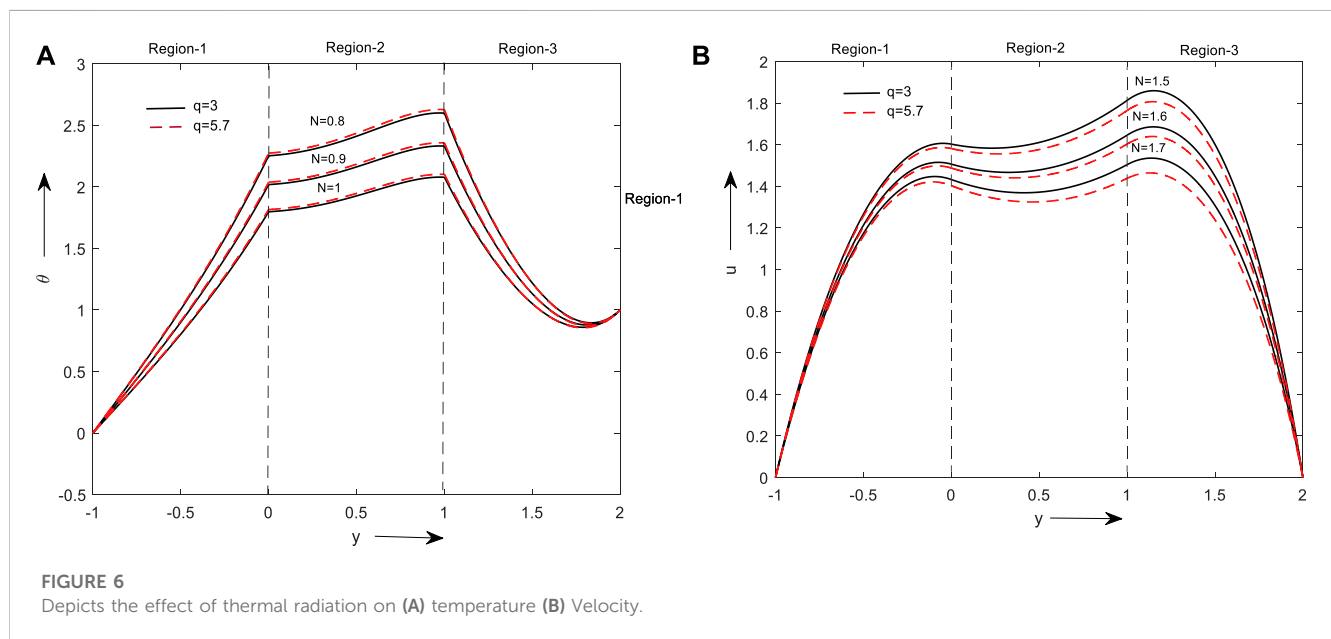 A
Region-1 Region-2 Region-3
3
2.5
2
1.5
1
0.5
0
-0.5
θ
q=3
q=5.7
N=0.8
N=0.9
N=1
-1 -0.5 0 0.5 1 1.5 2
y
Region-1
B
Region-1 Region-2 Region-3
2
1.8
1.6
1.4
1.2
1
0.8
0.6
0.4
0.2
0
u
q=3
q=5.7
N=1.5
N=1.6
N=1.7
-1 -0.5 0 0.5 1 1.5 2
y
FIGURE 6
Depicts the effect of thermal radiation on (A) temperature (B) Velocity.